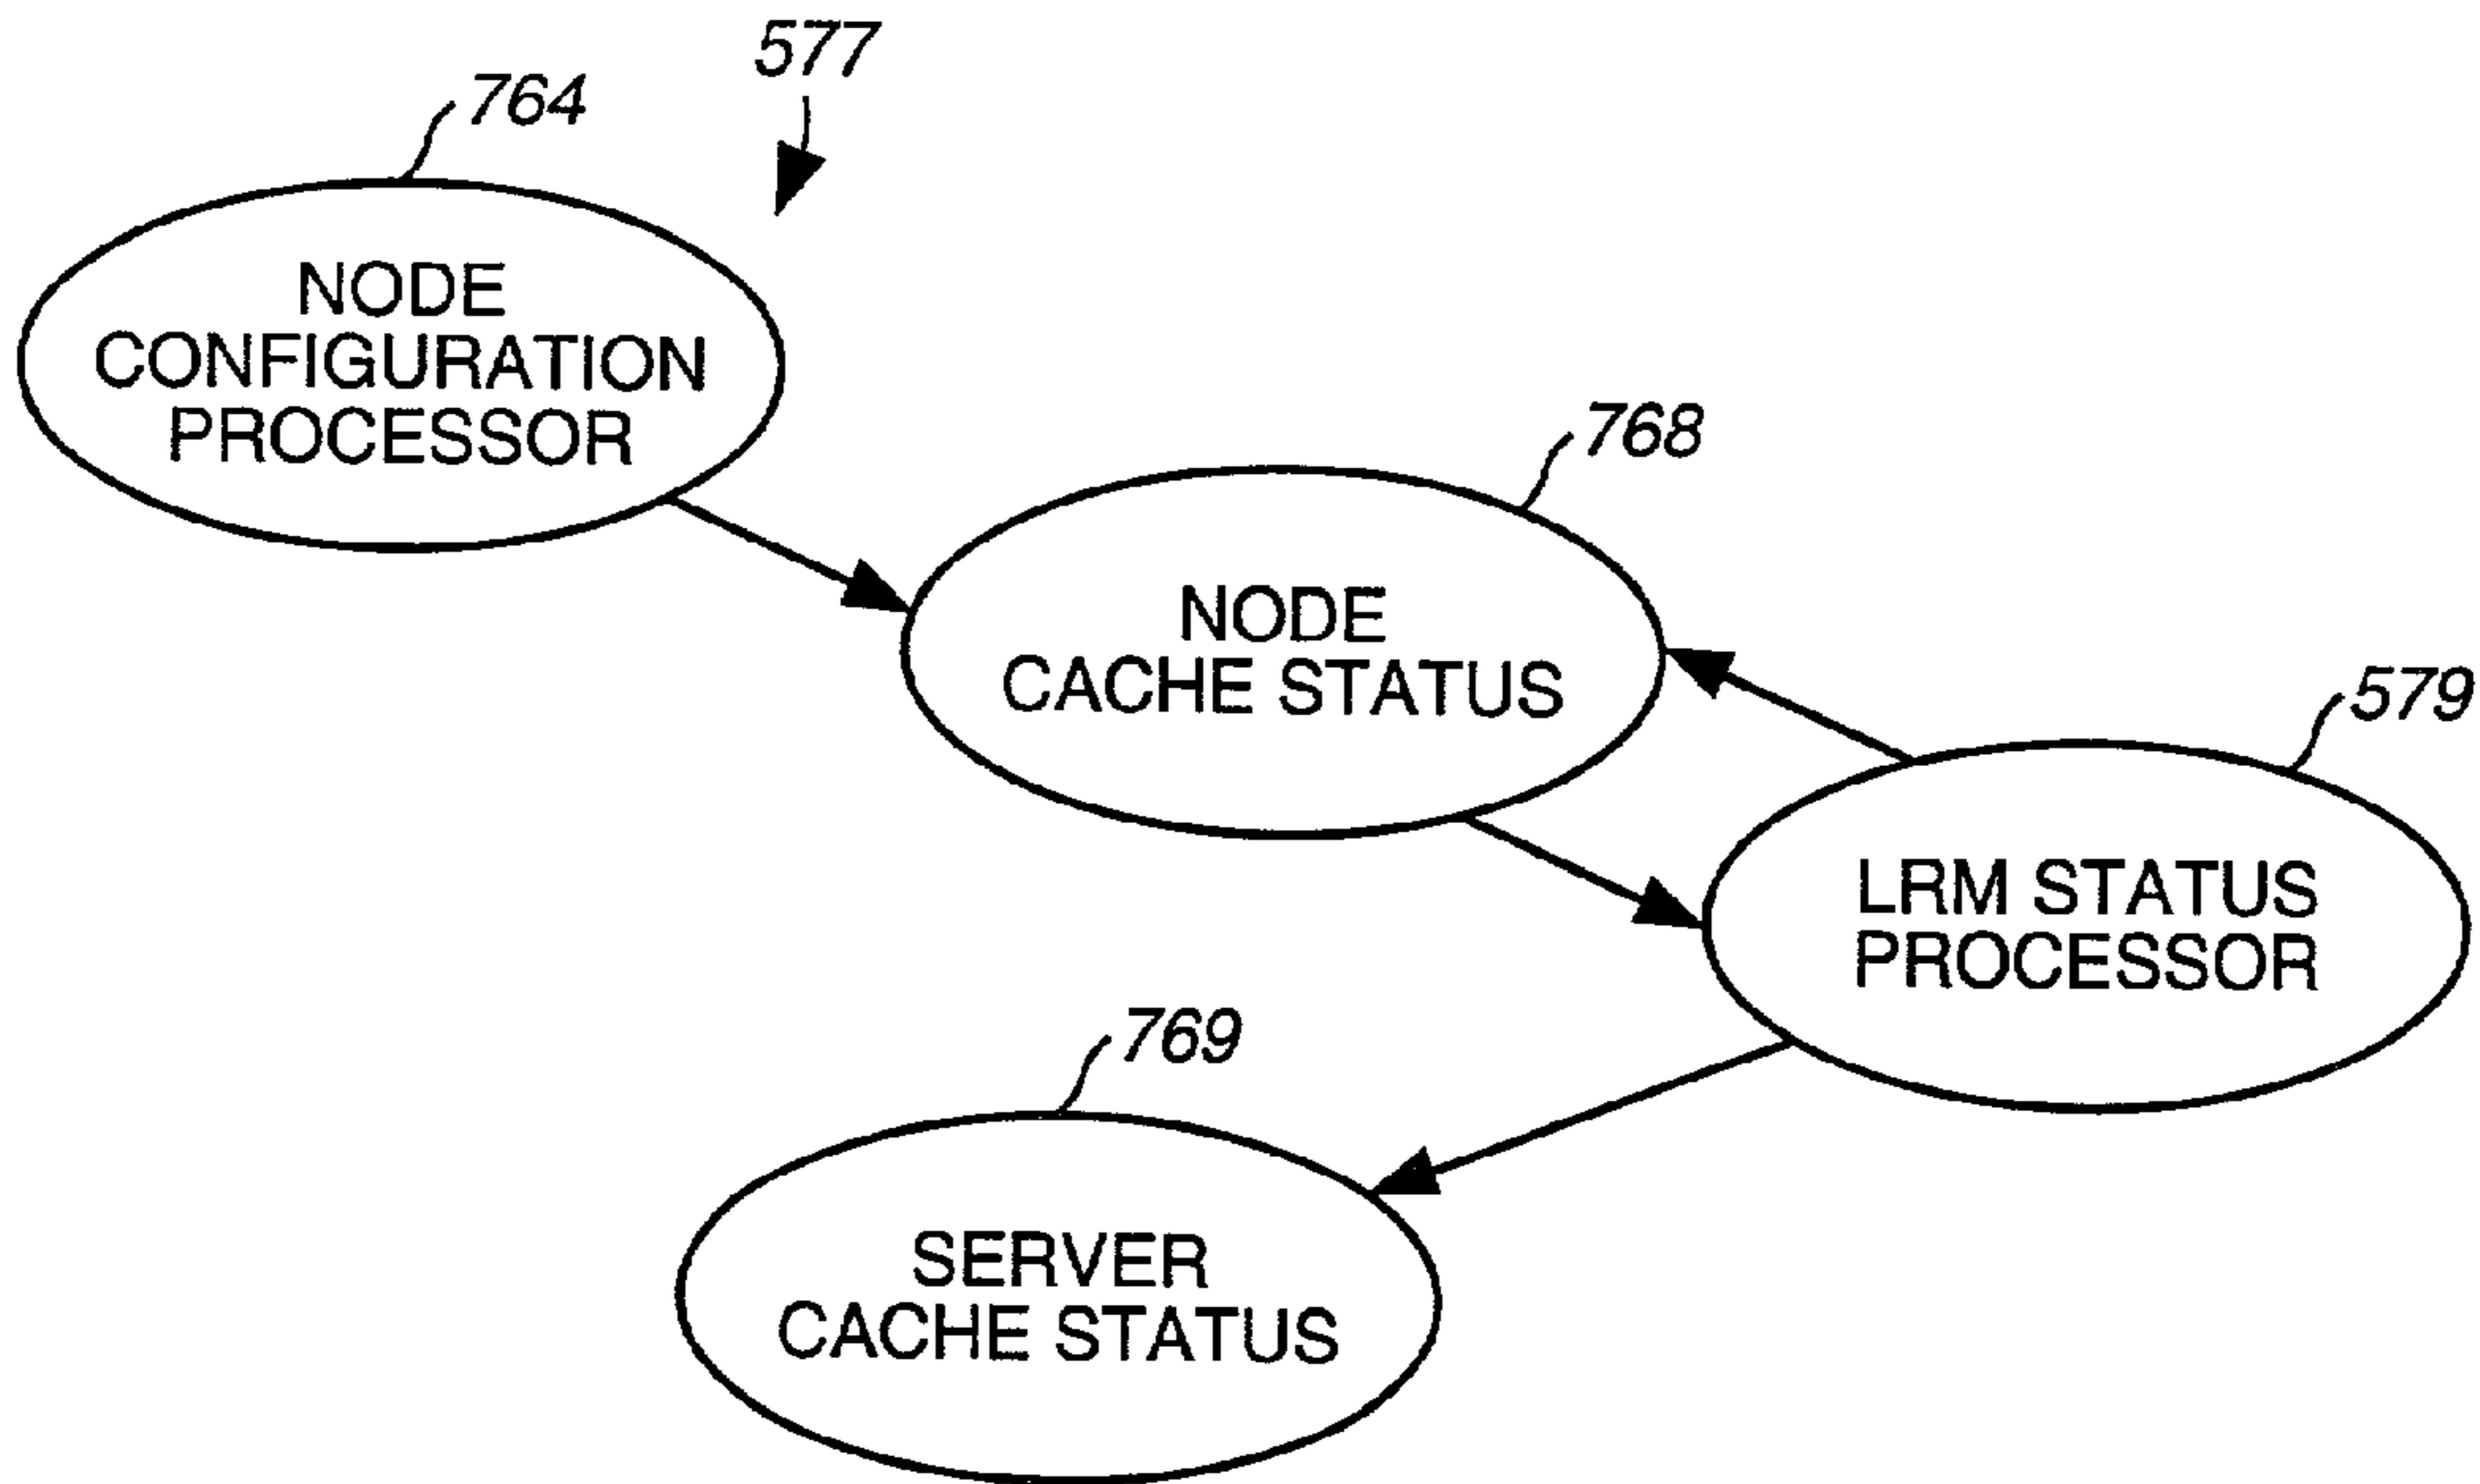 577
764
NODE
CONFIGURATION
PROCESSOR
768
NODE
CACHE STATUS
579
LRM STATUS
PROCESSOR
769
SERVER
CACHE STATUS